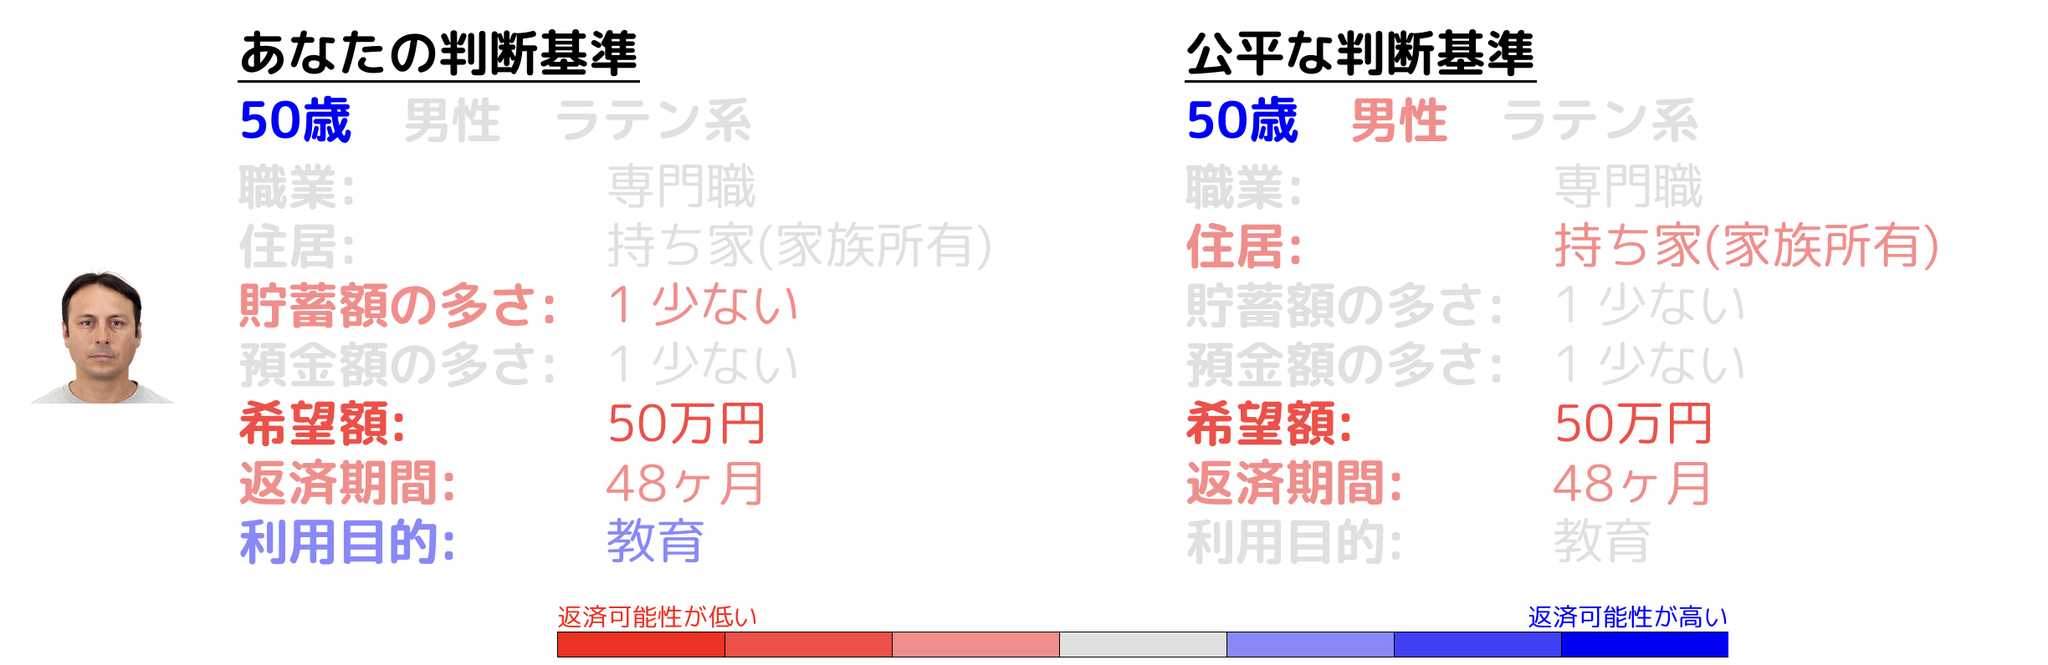 あなたの判断基準
50歳 男性 ラテン系
職業: 専門職
住居: 持ち家(家族所有)
貯蓄額の多さ: 1 少ない
預金額の多さ: 1 少ない
希望額: 50万円
返済期間: 48ヶ月
利用目的: 教育
公平な判断基準
50歳 男性 ラテン系
職業: 専門職
住居: 持ち家(家族所有)
貯蓄額の多さ: 1 少ない
預金額の多さ: 1 少ない
希望額: 50万円
返済期間: 48ヶ月
利用目的: 教育
返済可能性が低い
返済可能性が高い